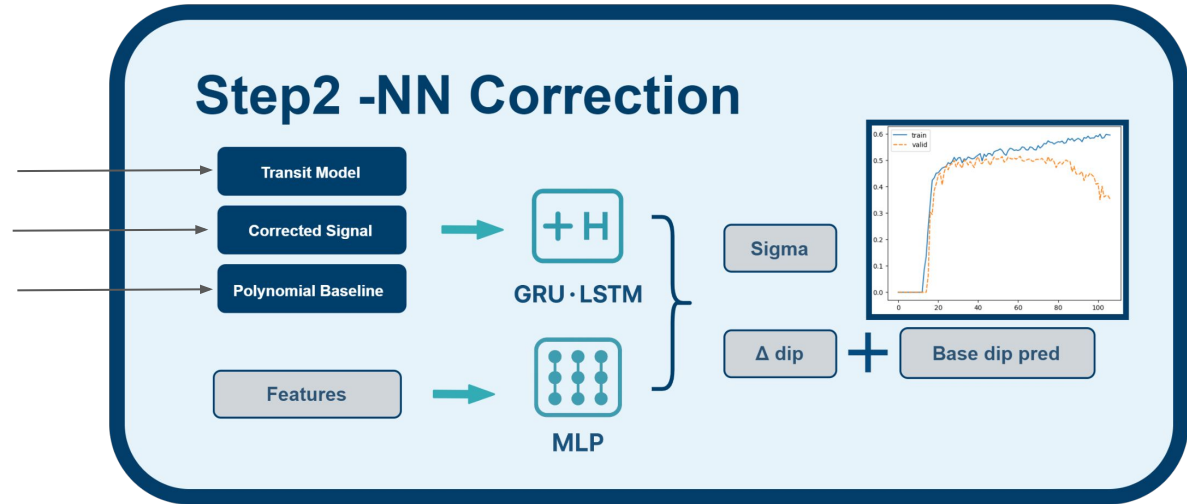 Step2 -NN Correction
Transit Model
Corrected Signal
Polynomial Baseline
Features
+ H
GRU·LSTM
MLP
Sigma
Δ dip
+
Base dip pred
train
valid
0.6
0.5
0.4
0.3
0.2
0.1
0.0
0
20
40
60
80
100